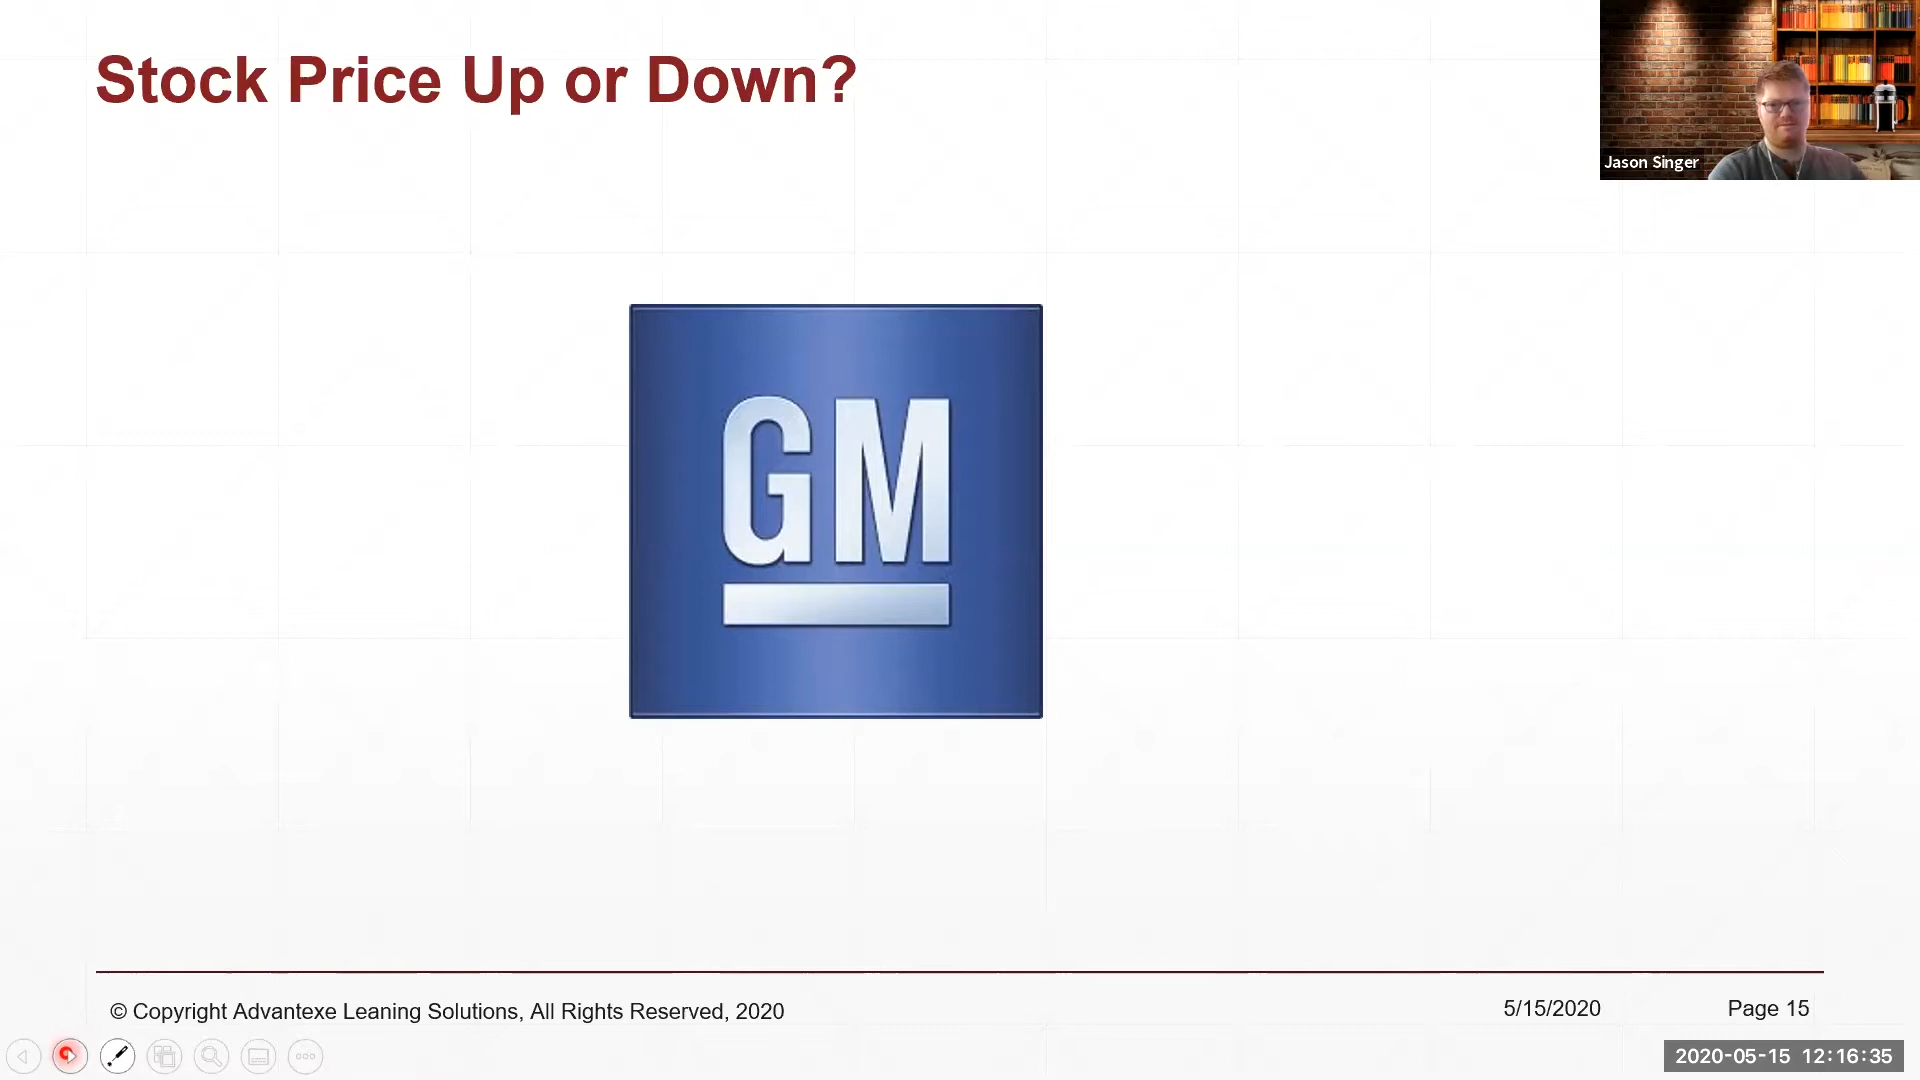 Stock Price Up or Down?
Jason Singer
GM
© Copyright Advantexe Leaning Solutions, All Rights Reserved, 2020
5/15/2020
Page 15
2020-05-15 12:16:35